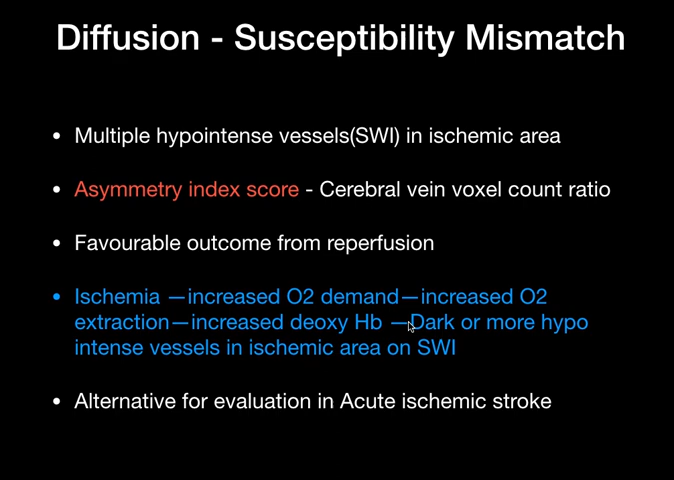 Diffusion - Susceptibility Mismatch
• Multiple hypointense vessels(SWI) in ischemic area
• Asymmetry index score - Cerebral vein voxel count ratio
• Favourable outcome from reperfusion
• Ischemia —increased O2 demand—increased O2
extraction—increased deoxy Hb —Dark or more hypo
intense vessels in ischemic area on SWI
• Alternative for evaluation in Acute ischemic stroke